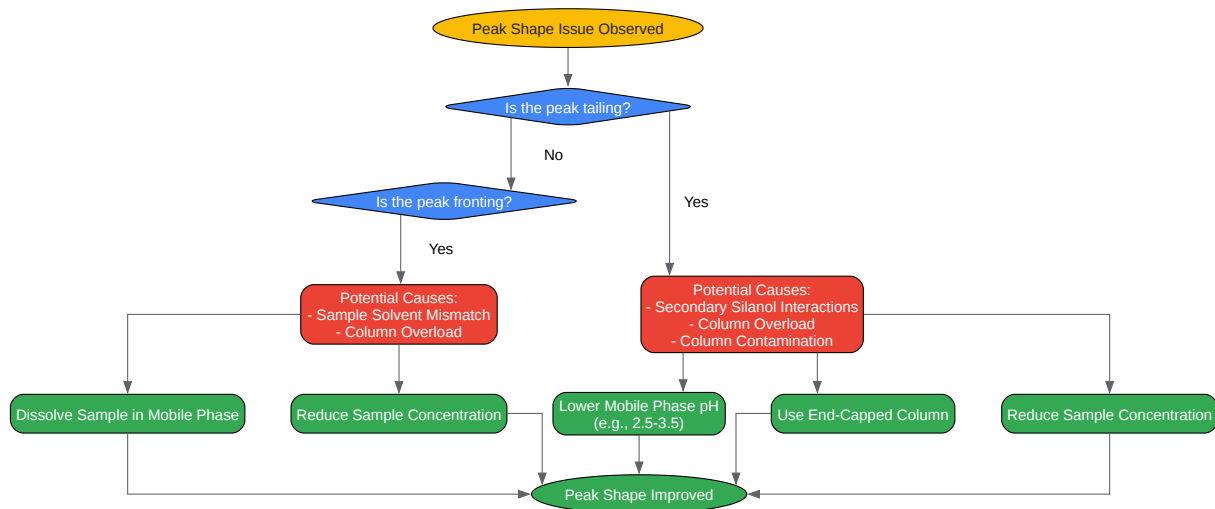 Peak Shape Issue Observed
Is the peak tailing?
No
Is the peak fronting?
Yes
Yes
Potential Causes:
- Sample Solvent Mismatch
- Column Overload
Potential Causes:
- Secondary Silanol Interactions
- Column Overload
- Column Contamination
Dissolve Sample in Mobile Phase
Reduce Sample Concentration
Lower Mobile Phase pH
(e.g., 2.5-3.5)
Use End-Capped Column
Reduce Sample Concentration
Peak Shape Improved